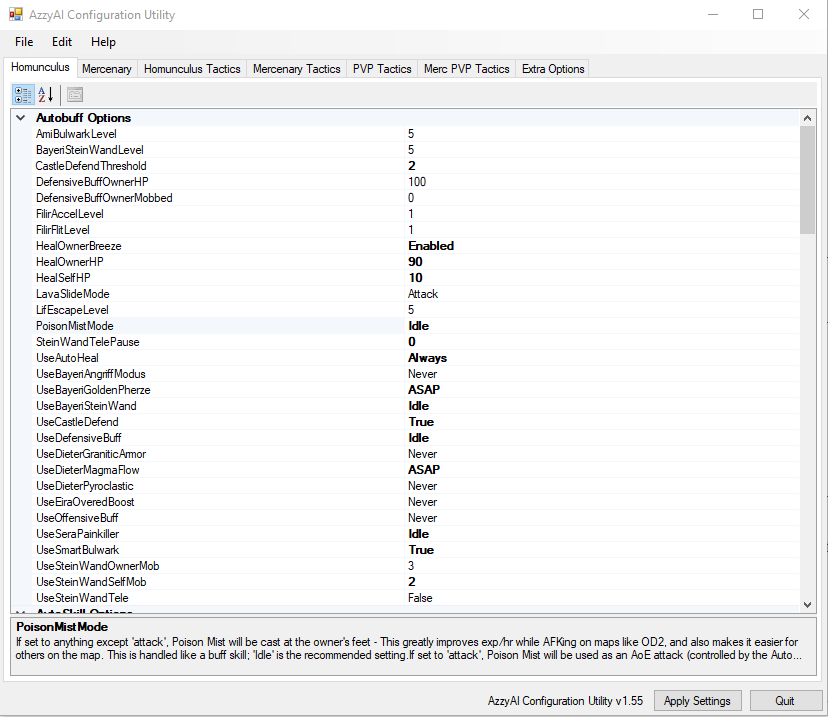 AzzyAI Configuration Utility
File Edit Help
Homunculus Mercenary Homunculus Tactics Mercenary Tactics PVP Tactics Merc PVP Tactics Extra Options
Autobuff Options
AmiBulwarkLevel 5
BayeriSteinWandLevel 5
CastleDefendThreshold 2
DefensiveBuffOwnerHP 100
DefensiveBuffOwnerMobbed 0
FilirAccelLevel 1
FilirFlitLevel 1
HealOwnerBreeze Enabled
HealOwnerHP 90
HealSelfHP 10
LavaSlideMode Attack
LifEscapeLevel 5
PoisonMistMode Idle
SteinWandTelePause 0
UseAutoHeal Always
UseBayeriAngriffModus Never
UseBayeriGoldenPherze ASAP
UseBayeriSteinWand Idle
UseCastleDefend True
UseDefensiveBuff Idle
UseDieterGraniticArmor Never
UseDieterMagmaFlow ASAP
UseDieterPyroclastic Never
UseEiraOveredBoost Never
UseOffensiveBuff Never
UseSeraPainkiller Idle
UseSmartBulwark True
UseSteinWandOwnerMob 3
UseSteinWandSelfMob 2
UseSteinWandTele False
AutoSkill Options
PoisonMistMode
If set to anything except 'attack', Poison Mist will be cast at the owner's feet - This greatly improves exp/hr while AFKing on maps like OD2, and also makes it easier for
others on the map. This is handled like a buff skill; 'Idle' is the recommended setting.If set to 'attack', Poison Mist will be used as an AoE attack (controlled by the Auto...
AzzyAI Configuration Utility v1.55 Apply Settings Quit